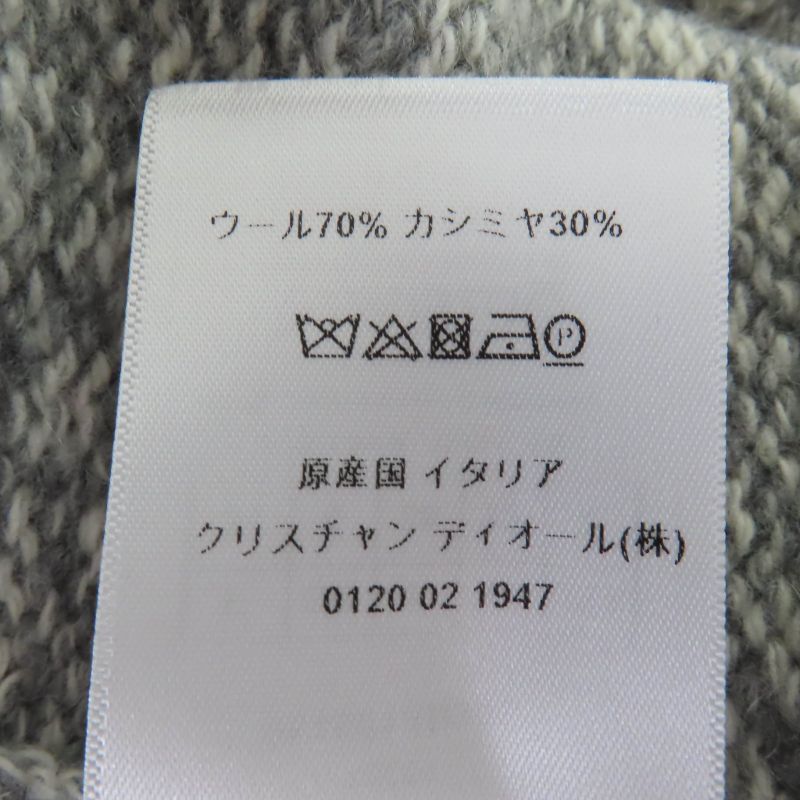 ウール70% カシミヤ30%
P
原産国 イタリア
クリスチャン ディオール(株)
0120 02 1947